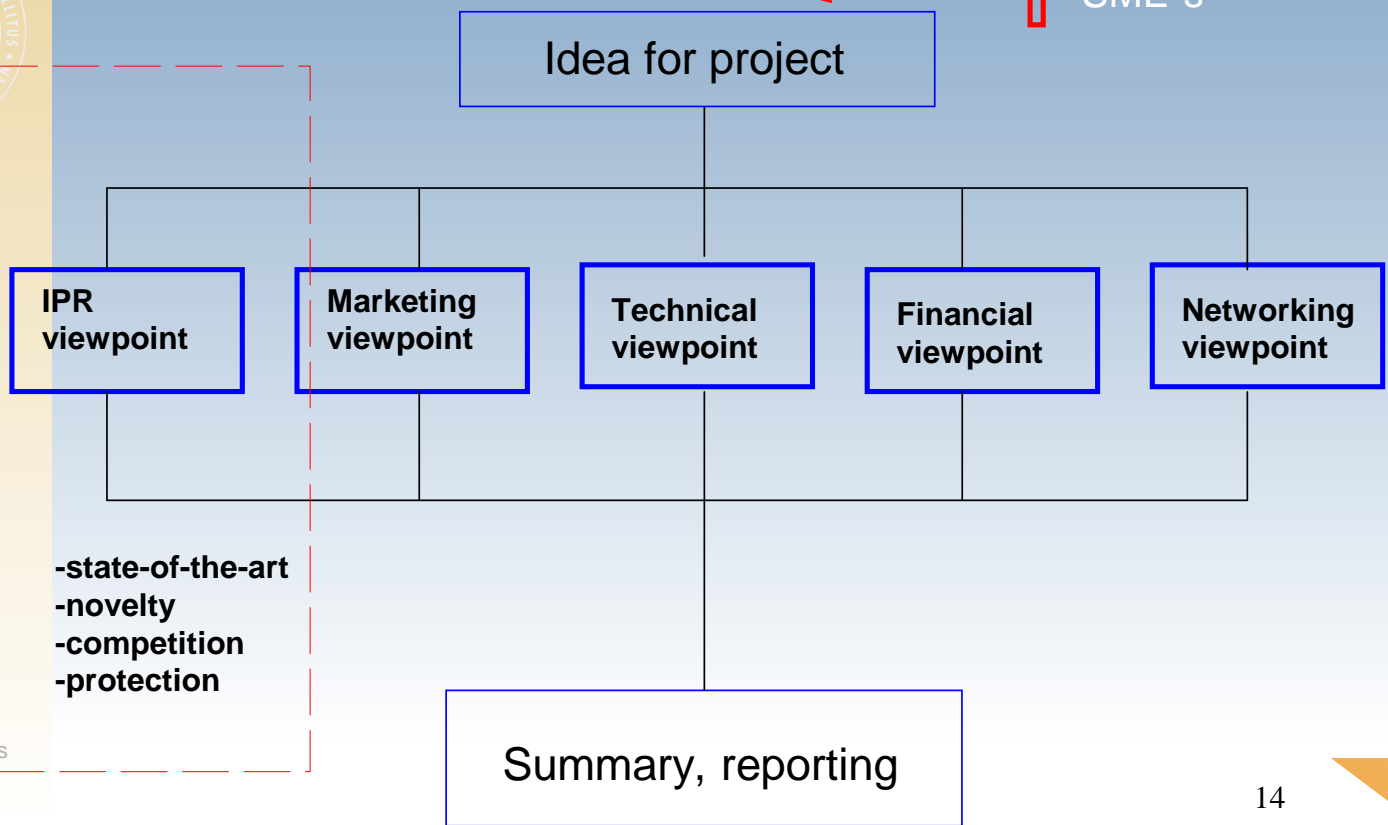 Idea for project
IPR
viewpoint
Marketing
viewpoint
Technical
viewpoint
Financial
viewpoint
Networking
viewpoint
-state-of-the-art
-novelty
-competition
-protection
Summary, reporting
14